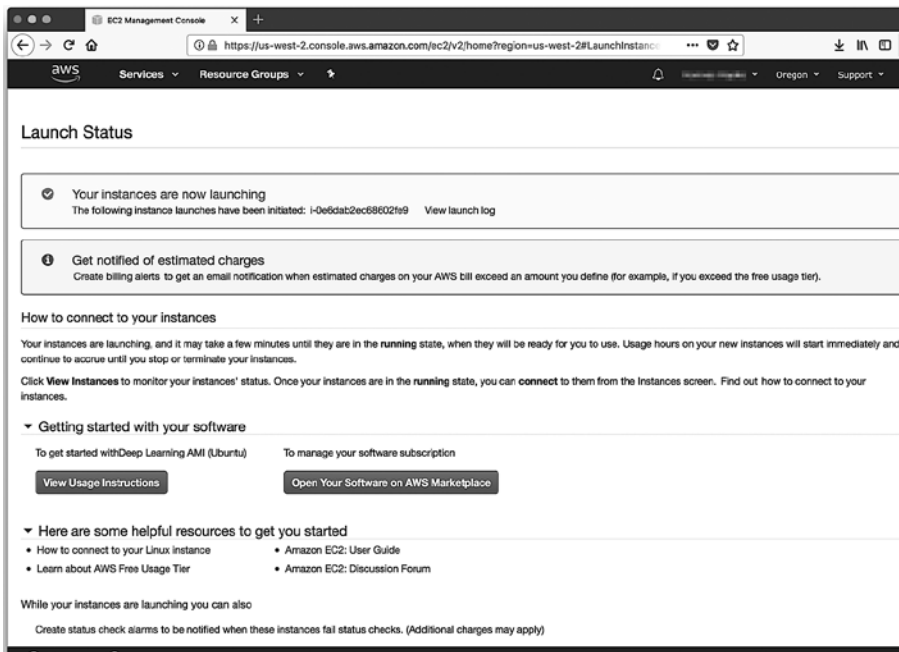 EC2 Management Console
https://us-west-2.console.aws.amazon.com/ec2/v2/home?region=us-west-2#LaunchInstance
aws Services Resource Groups Oregon Support
Launch Status
Your instances are now launching
The following instance launches have been initiated: i-0e6dab2ec68602fe9 View launch log
Get notified of estimated charges
Create billing alerts to get an email notification when estimated charges on your AWS bill exceed an amount you define (for example, if you exceed the free usage tier).
How to connect to your instances
Your instances are launching, and it may take a few minutes until they are in the running state, when they will be ready for you to use. Usage hours on your new instances will start immediately and
continue to accrue until you stop or terminate your instances.
Click View Instances to monitor your instances' status. Once your instances are in the running state, you can connect to them from the Instances screen. Find out how to connect to your
instances.
Getting started with your software
To get started withDeep Learning AMI (Ubuntu) To manage your software subscription
View Usage Instructions Open Your Software on AWS Marketplace
Here are some helpful resources to get you started
• How to connect to your Linux instance • Amazon EC2: User Guide
• Learn about AWS Free Usage Tier • Amazon EC2: Discussion Forum
While your instances are launching you can also
Create status check alarms to be notified when these instances fail status checks. (Additional charges may apply)